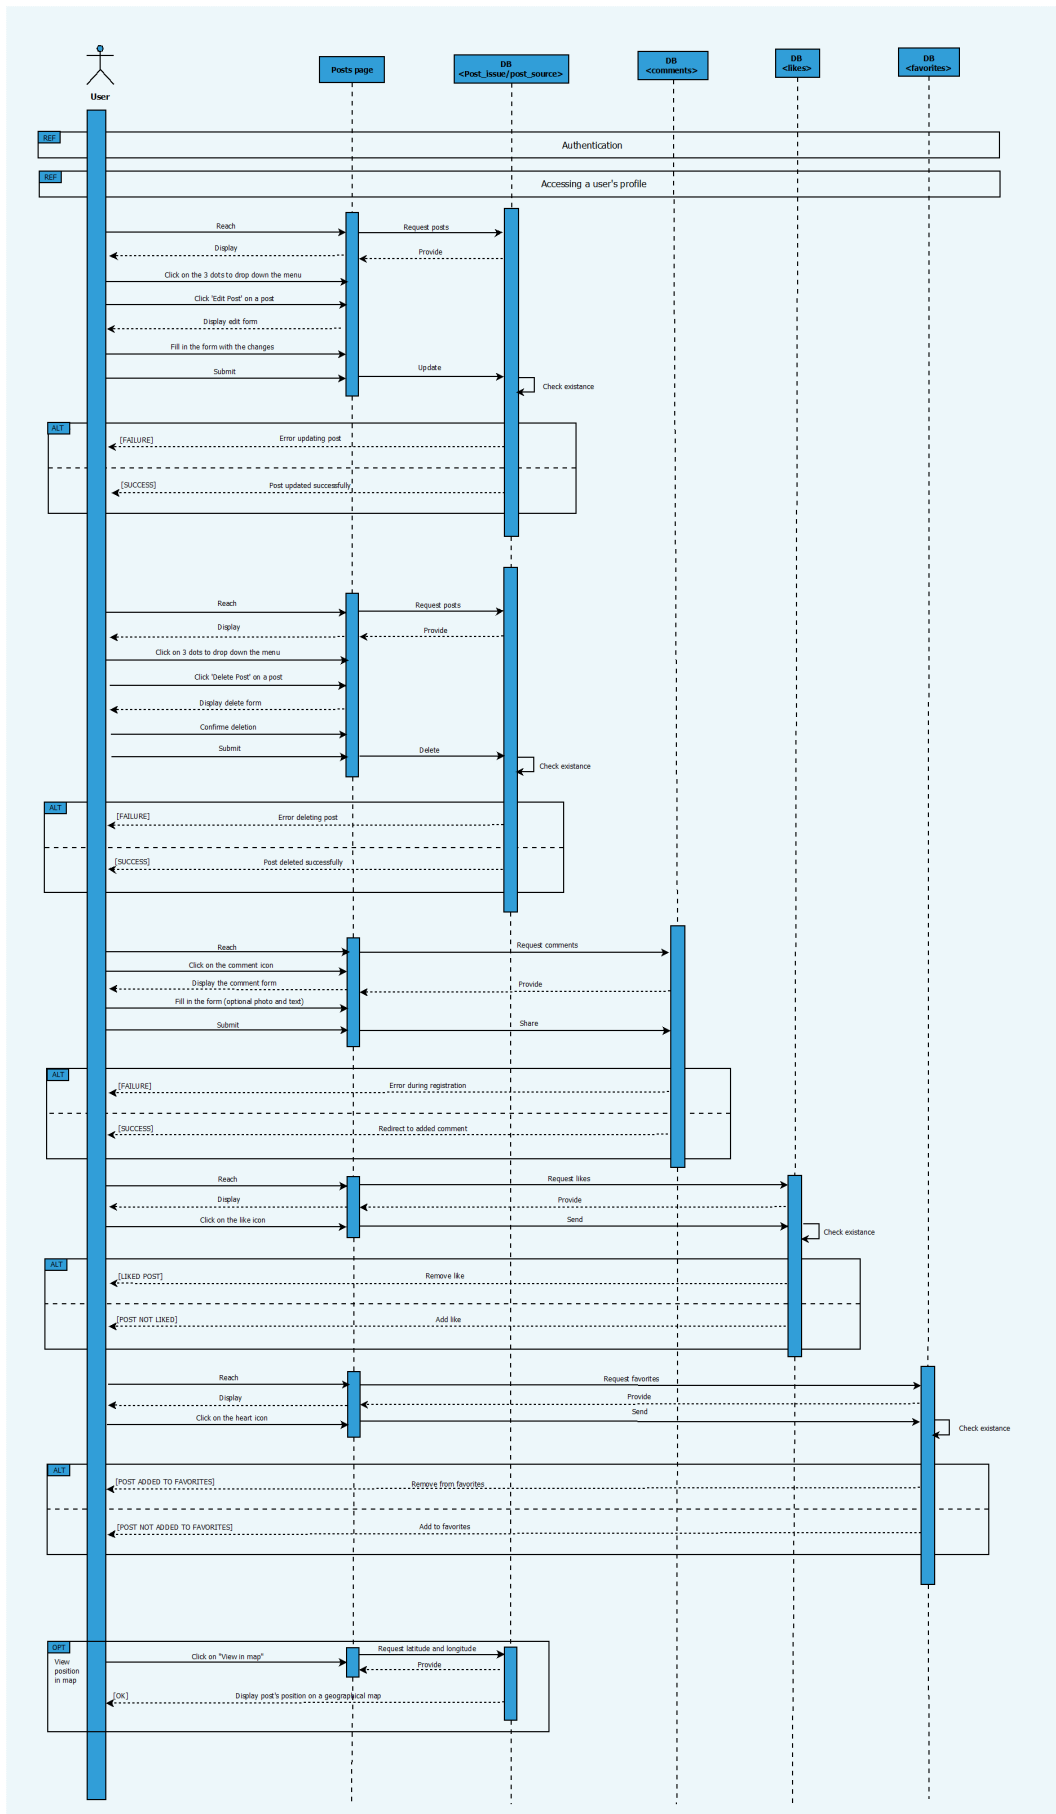 User
Posts page
DB
<Post_issue/post_source>
DB
<comments>
DB
<likes>
DB
<favorites>
REF
Authentication
REF
Accessing a user's profile
Reach
Request posts
Display
Provide
Click on the 3 dots to drop down the menu
Click 'Edit Post' on a post
Display edit form
Fill in the form with the changes
Submit
Update
Check existance
ALT
[FAILURE]
Error updating post
[SUCCESS]
Post updated successfully
Reach
Request posts
Display
Provide
Click on 3 dots to drop down the menu
Click 'Delete Post' on a post
Display delete form
Confirme deletion
Submit
Delete
Check existance
ALT
[FAILURE]
Error deleting post
[SUCCESS]
Post deleted successfully
Reach
Request comments
Click on the comment icon
Display the comment form
Provide
Fill in the form (optional photo and text)
Submit
Share
ALT
[FAILURE]
Error during registration
[SUCCESS]
Redirect to added comment
Reach
Request likes
Display
Provide
Click on the like icon
Send
Check existance
ALT
[LIKED POST]
Remove like
[POST NOT LIKED]
Add like
Reach
Request favorites
Display
Provide
Click on the heart icon
Send
Check existance
ALT
[POST ADDED TO FAVORITES]
Remove from favorites
[POST NOT ADDED TO FAVORITES]
Add to favorites
OPT
View
position
in map
Click on "View in map"
Request latitude and longitude
Provide
[OK]
Display post's position on a geographical map